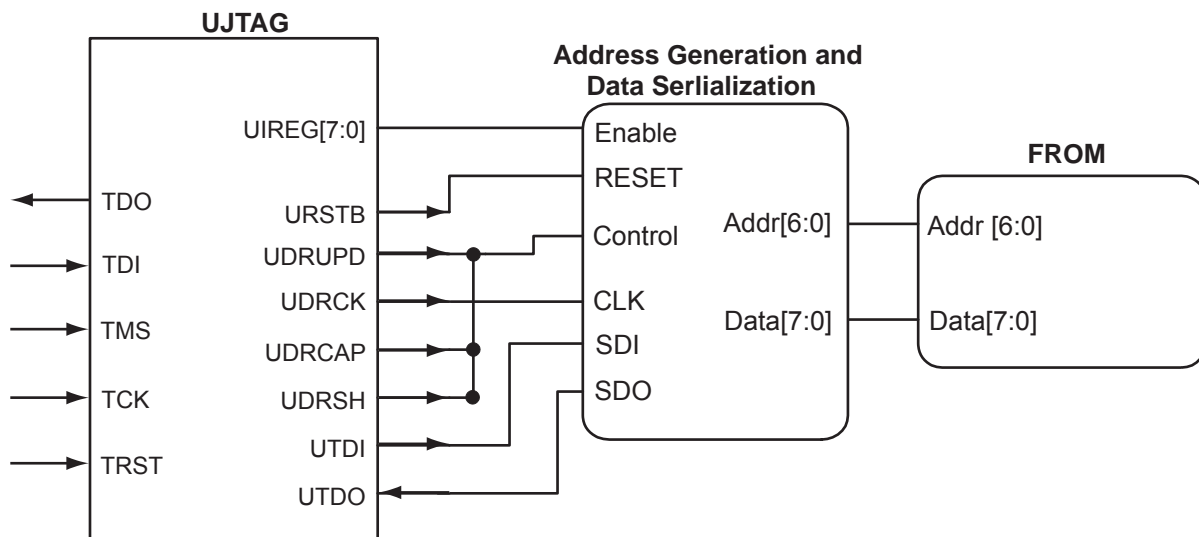 UJTAG
TDO
TDI
TMS
TCK
TRST
UIREG[7:0]
URSTB
UDRUPD
UDRCK
UDRCAP
UDRSH
UTDI
UTDO
Address Generation and
Data Serlialization
Enable
RESET
Control
CLK
SDI
SDO
Addr[6:0]
Data[7:0]
FROM
Addr [6:0]
Data[7:0]